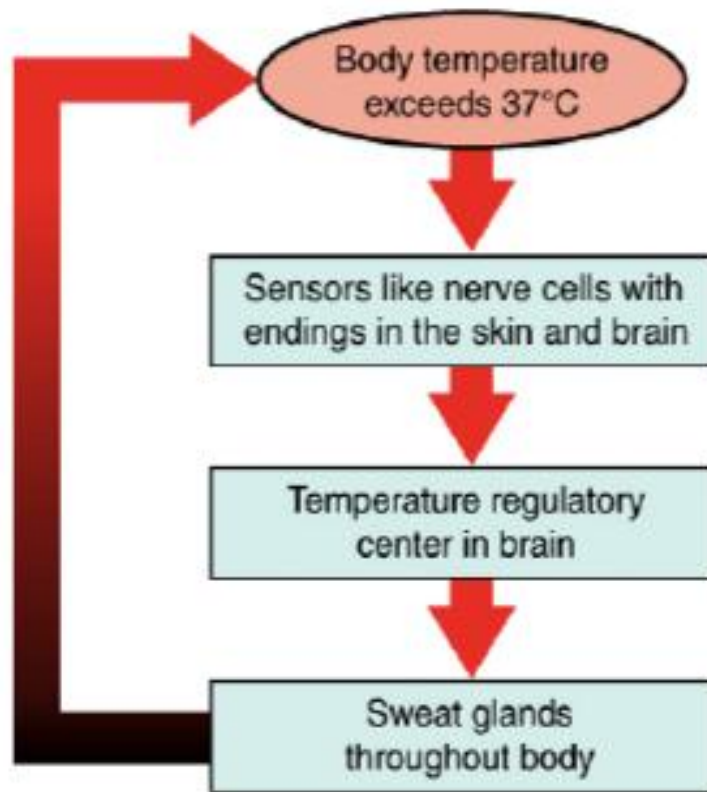 Body temperature
exceeds 37°C
Sensors like nerve cells with
endings in the skin and brain
Temperature regulatory
center in brain
Sweat glands
throughout body